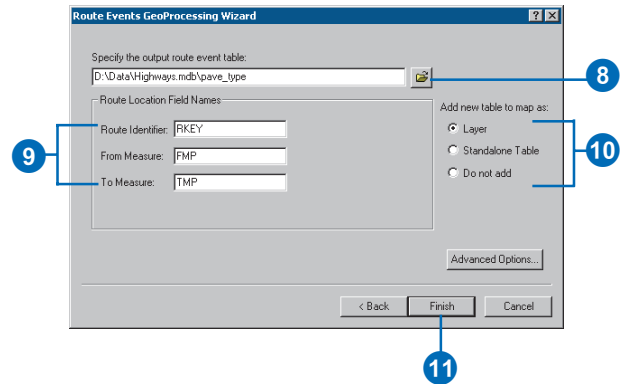 Route Events GeoProcessing Wizard
Specify the output route event table:
D:\Data\Highways.mdb\pave_type
8
Route Location Field Names
Add new table to map as:
Route Identifier: RKEY
Layer
9
From Measure: FMP
Standalone Table
10
To Measure: TMP
Do not add
Advanced Options...
< Back
Finish
Cancel
11